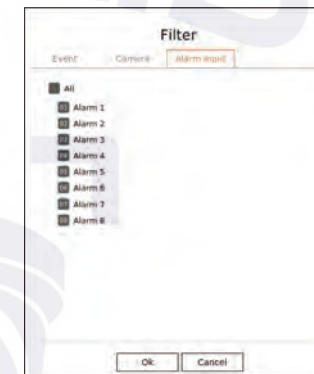 Filter
Event Camera Alarm Input
All
01 Alarm 1
02 Alarm 2
03 Alarm 3
04 Alarm 4
05 Alarm 5
06 Alarm 6
07 Alarm 7
08 Alarm 8
Ok Cancel